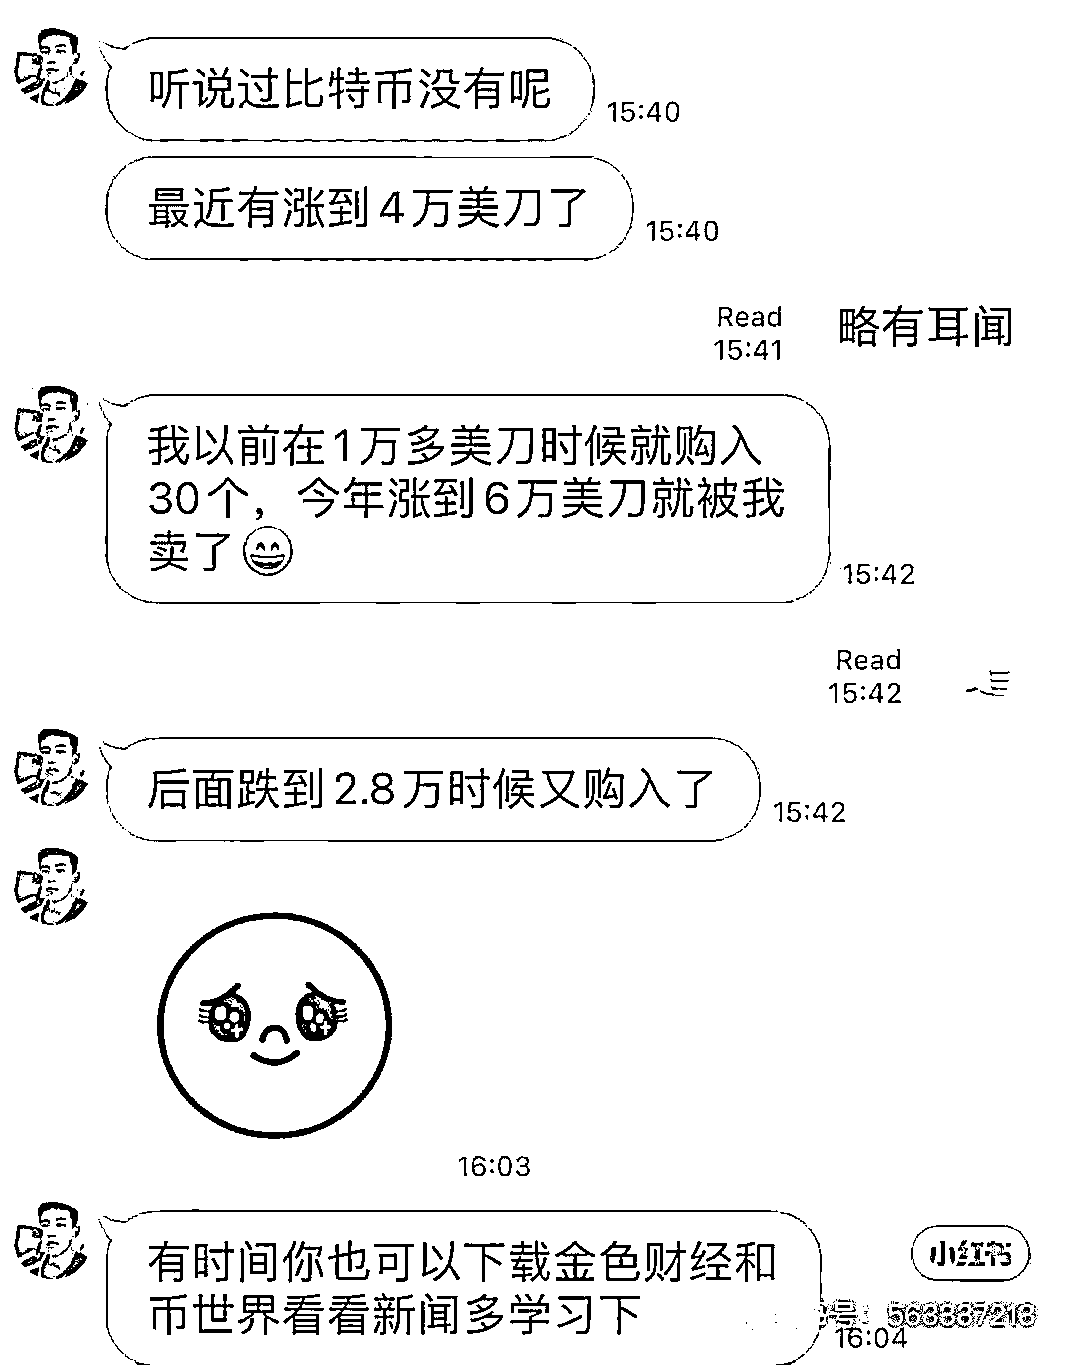 听说过比特币没有呢
15:40
最近有涨到4万美刀了
15:40
Read
15:41
略有耳闻
我以前在1万多美刀时候就购入
30个，今年涨到6万美刀就被我
卖了😄
15:42
Read
15:42
后面跌到2.8万时候又购入了
15:42
16:03
有时间你也可以下载金色财经和
币世界看看新闻多学习下
16:04
小红书
号：568887218